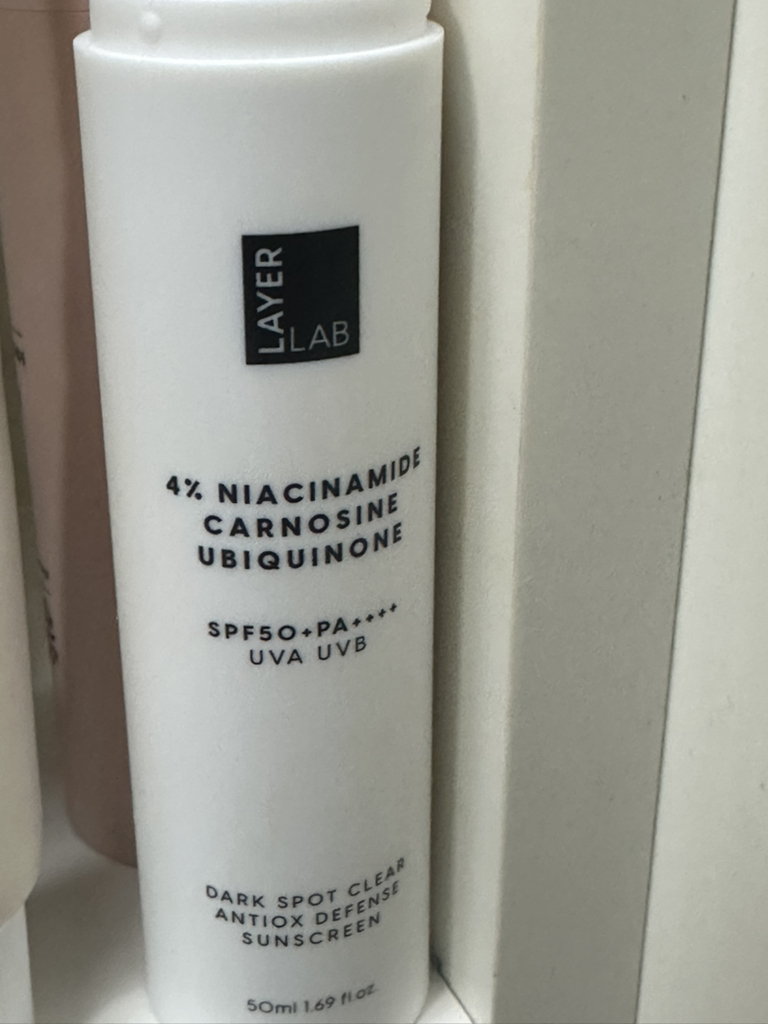 LAYER
LAB
4% NIACINAMIDE
CARNOSINE
UBIQUINONE
SPF50+PA++++
UVA UVB
DARK SPOT CLEAR
ANTIOX DEFENSE
SUNSCREEN
50ml 1.69 fl.oz.